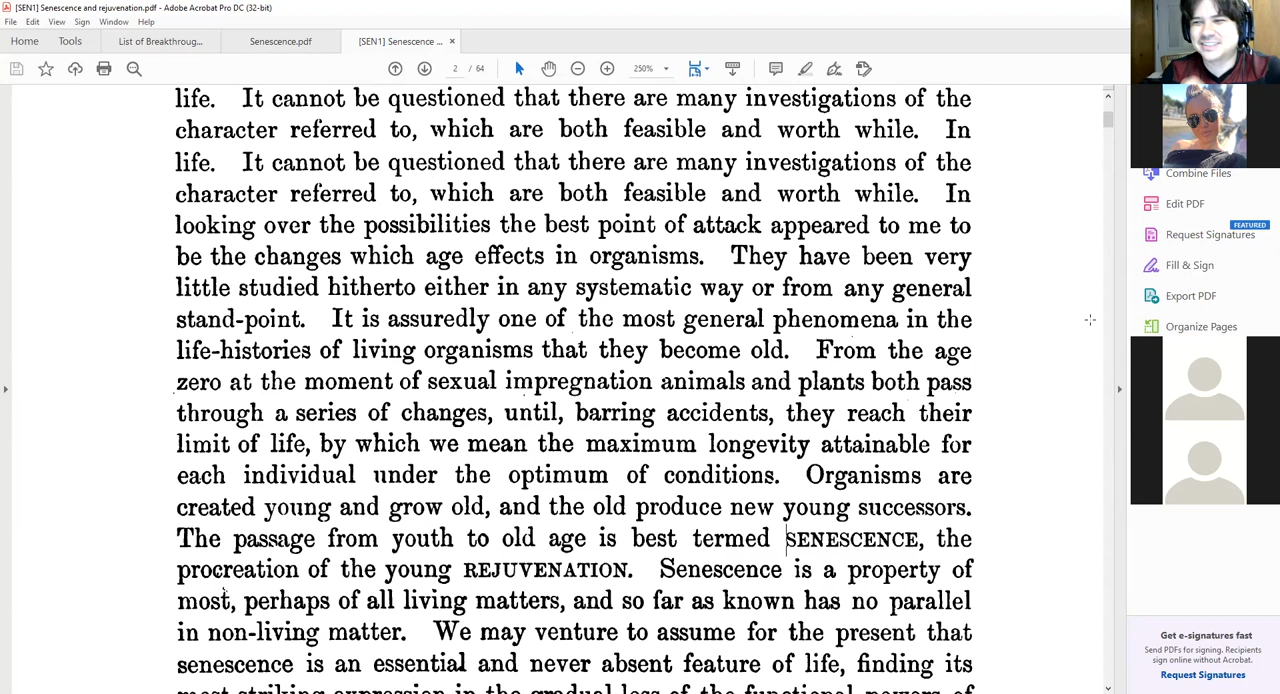 [SEN1] Senescence and rejuvenation.pdf - Adobe Acrobat Pro DC (32-bit)
File Edit View Sign Window Help
Home Tools List of Breakthroug... Senescence.pdf [SEN1] Senescence ... ×
2 / 64 250%
life. It cannot be questioned that there are many investigations of the
character referred to, which are both feasible and worth while. In
life. It cannot be questioned that there are many investigations of the
character referred to, which are both feasible and worth while. In
looking over the possibilities the best point of attack appeared to me to
be the changes which age effects in organisms. They have been very
little studied hitherto either in any systematic way or from any general
stand-point. It is assuredly one of the most general phenomena in the
life-histories of living organisms that they become old. From the age
zero at the moment of sexual impregnation animals and plants both pass
through a series of changes, until, barring accidents, they reach their
limit of life, by which we mean the maximum longevity attainable for
each individual under the optimum of conditions. Organisms are
created young and grow old, and the old produce new young successors.
The passage from youth to old age is best termed SENESCENCE, the
procreation of the young REJUVENATION. Senescence is a property of
most, perhaps of all living matters, and so far as known has no parallel
in non-living matter. We may venture to assume for the present that
senescence is an essential and never absent feature of life, finding its
most striking expression in the gradual loss of the functional powers of
Combine Files
Edit PDF
FEATURED
Request Signatures
Fill & Sign
Export PDF
Organize Pages
Get e-signatures fast
Send PDFs for signing. Recipients
sign online without Acrobat.
Request Signatures